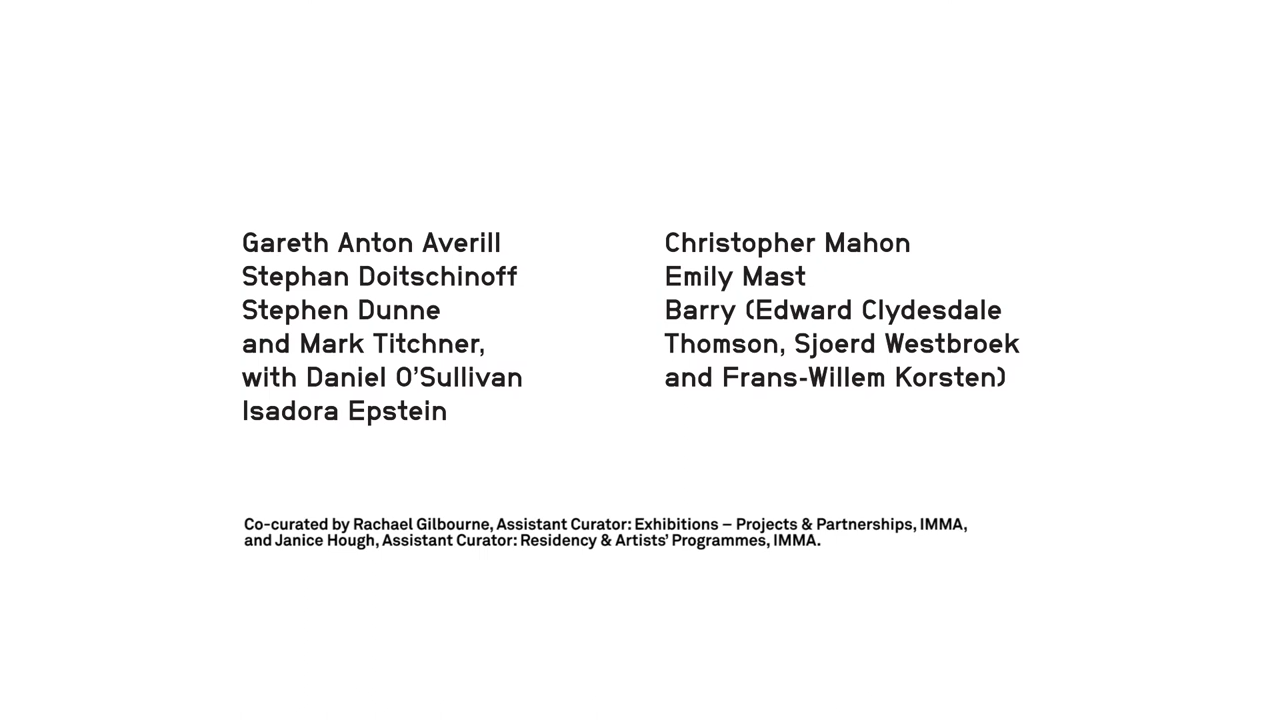 Gareth Anton Averill
Stephan Doitschinoff
Stephen Dunne
and Mark Titchner,
with Daniel O'Sullivan
Isadora Epstein
Christopher Mahon
Emily Mast
Barry (Edward Clydesdale
Thomson, Sjoerd Westbroek
and Frans-Willem Korsten)
Co-curated by Rachael Gilbourne, Assistant Curator: Exhibitions – Projects & Partnerships, IMMA,
and Janice Hough, Assistant Curator: Residency & Artists' Programmes, IMMA.